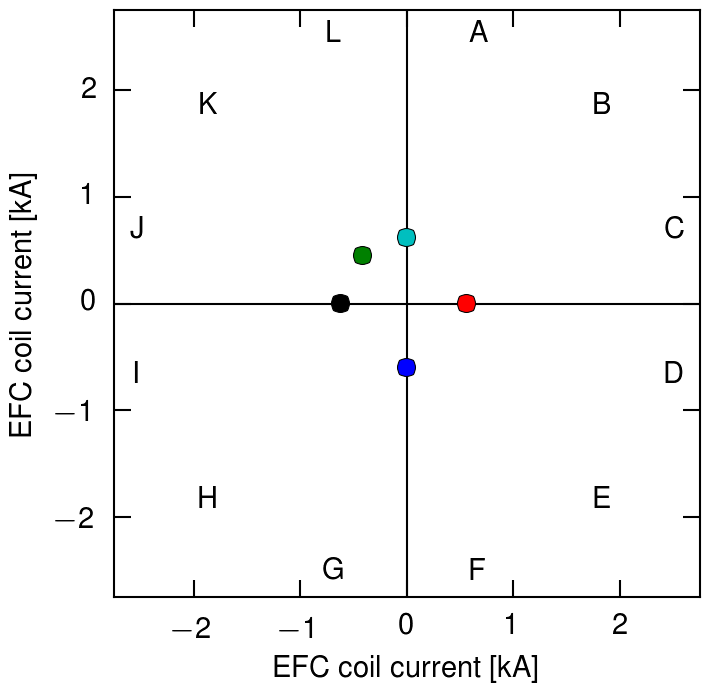 L A
2
K B
1
J C
0
I D
−1
H E
−2
G F
−2 −1 0 1 2
EFC coil current [kA]
EFC coil current [kA]